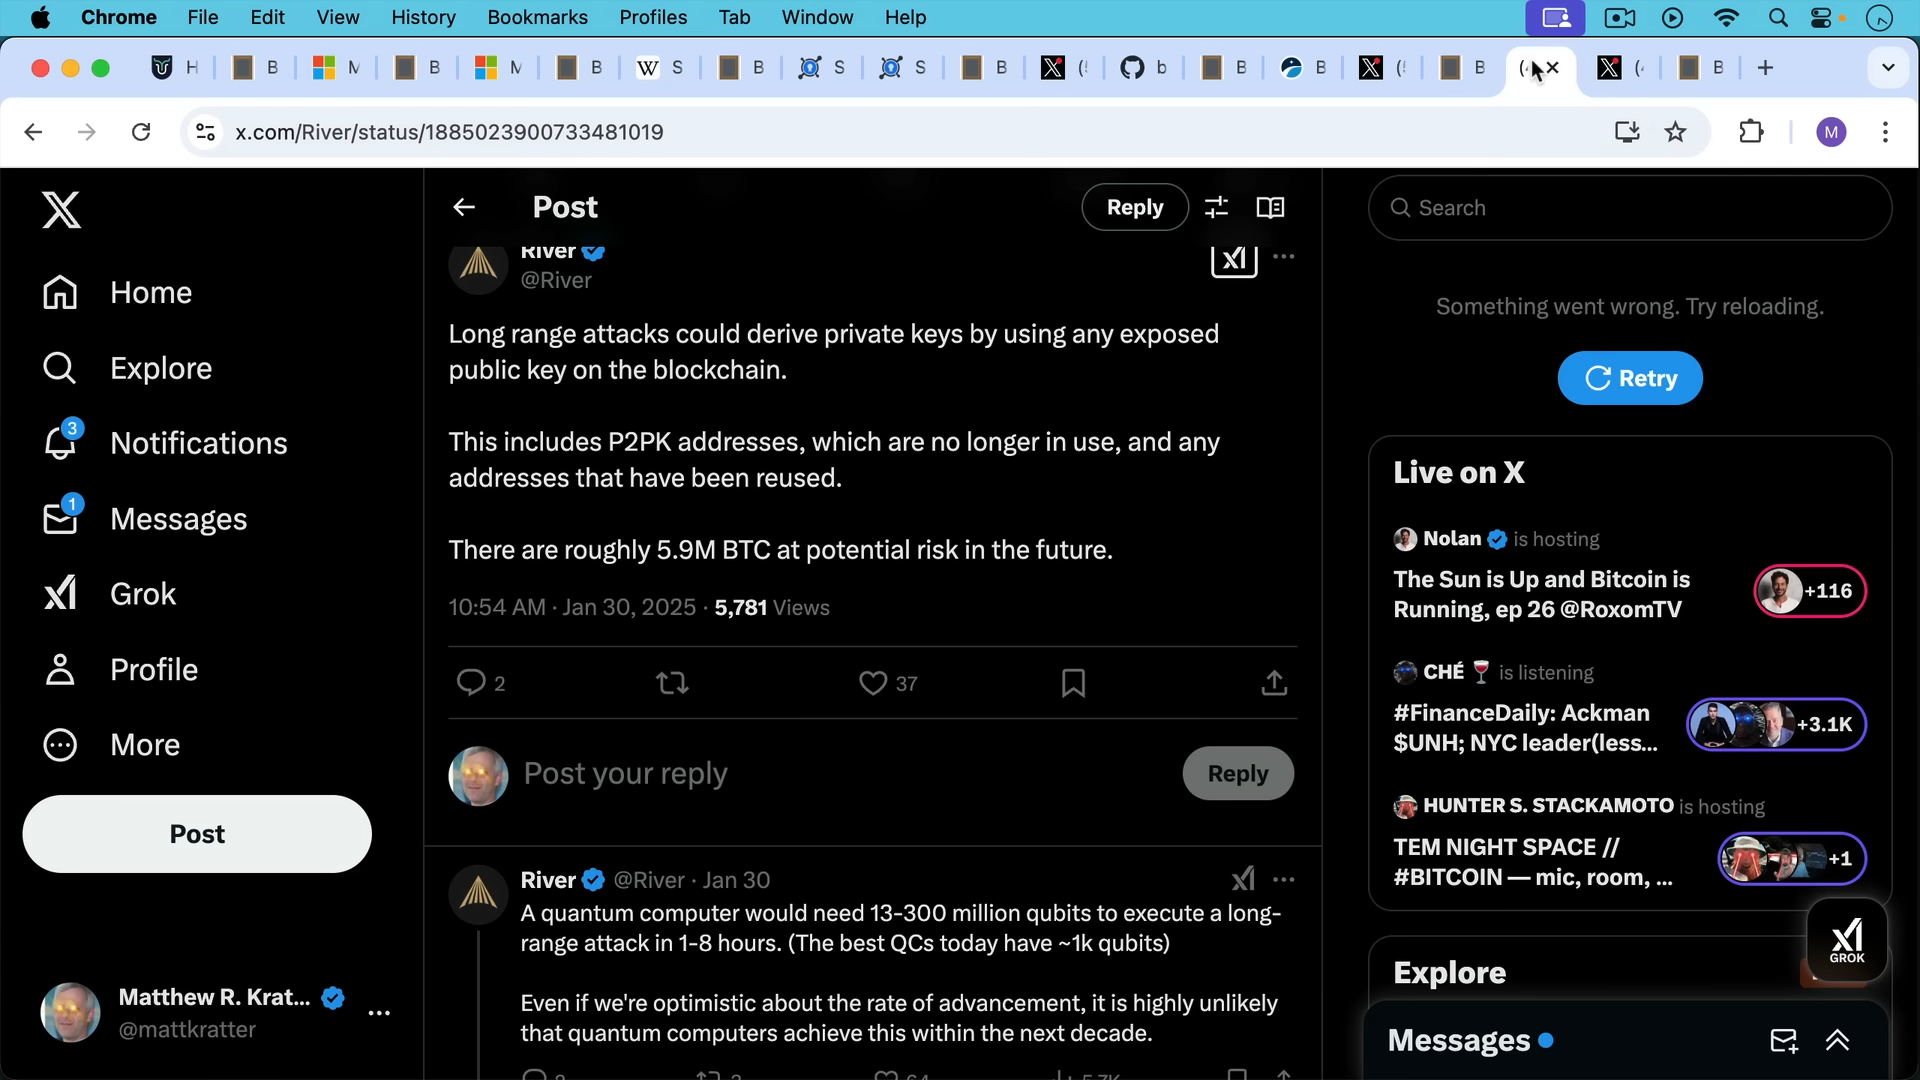 Chrome File Edit View History Bookmarks Profiles Tab Window Help
H B M B M B W S B S S B ( b B B ( B ( ( B
x.com/River/status/1885023900733481019
M
Post
Reply
River
@River
Long range attacks could derive private keys by using any exposed
public key on the blockchain.
This includes P2PK addresses, which are no longer in use, and any
addresses that have been reused.
There are roughly 5.9M BTC at potential risk in the future.
10:54 AM · Jan 30, 2025 · 5,781 Views
2
37
Post your reply
Reply
River @River · Jan 30
A quantum computer would need 13-300 million qubits to execute a long-
range attack in 1-8 hours. (The best QCs today have ~1k qubits)
Even if we're optimistic about the rate of advancement, it is highly unlikely
that quantum computers achieve this within the next decade.
Home
Explore
3
Notifications
1
Messages
Grok
Profile
More
Post
Matthew R. Krat...
@mattkratter
Search
Something went wrong. Try reloading.
Retry
Live on X
Nolan is hosting
The Sun is Up and Bitcoin is
Running, ep 26 @RoxomTV
+116
CHÉ 🍷 is listening
#FinanceDaily: Ackman
$UNH; NYC leader(less...
+3.1K
HUNTER S. STACKAMOTO is hosting
TEM NIGHT SPACE //
#BITCOIN — mic, room, ...
+1
GROK
Explore
Messages